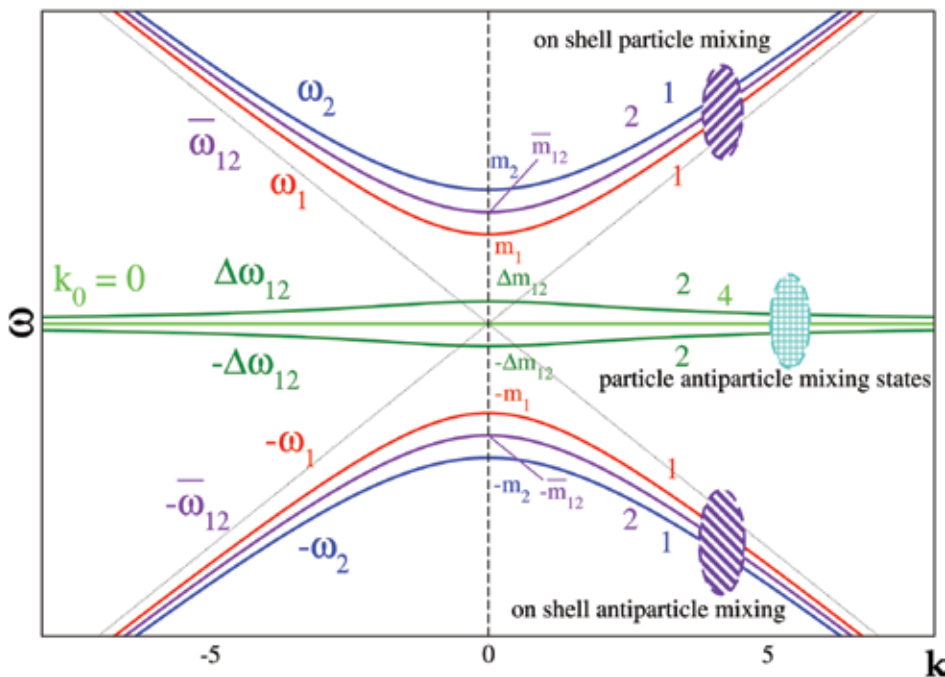 on shell particle mixing
ω₂
1
2
ω̅₁₂
m̅₁₂
m₂
ω₁
1
m₁
k₀ = 0
Δω₁₂
Δm₁₂
2
4
ω
-Δω₁₂
-Δm₁₂
2
particle antiparticle mixing states
-m₁
-ω₁
1
-ω̅₁₂
-m₂
-m̅₁₂
2
1
-ω₂
on shell antiparticle mixing
-5
0
5
k